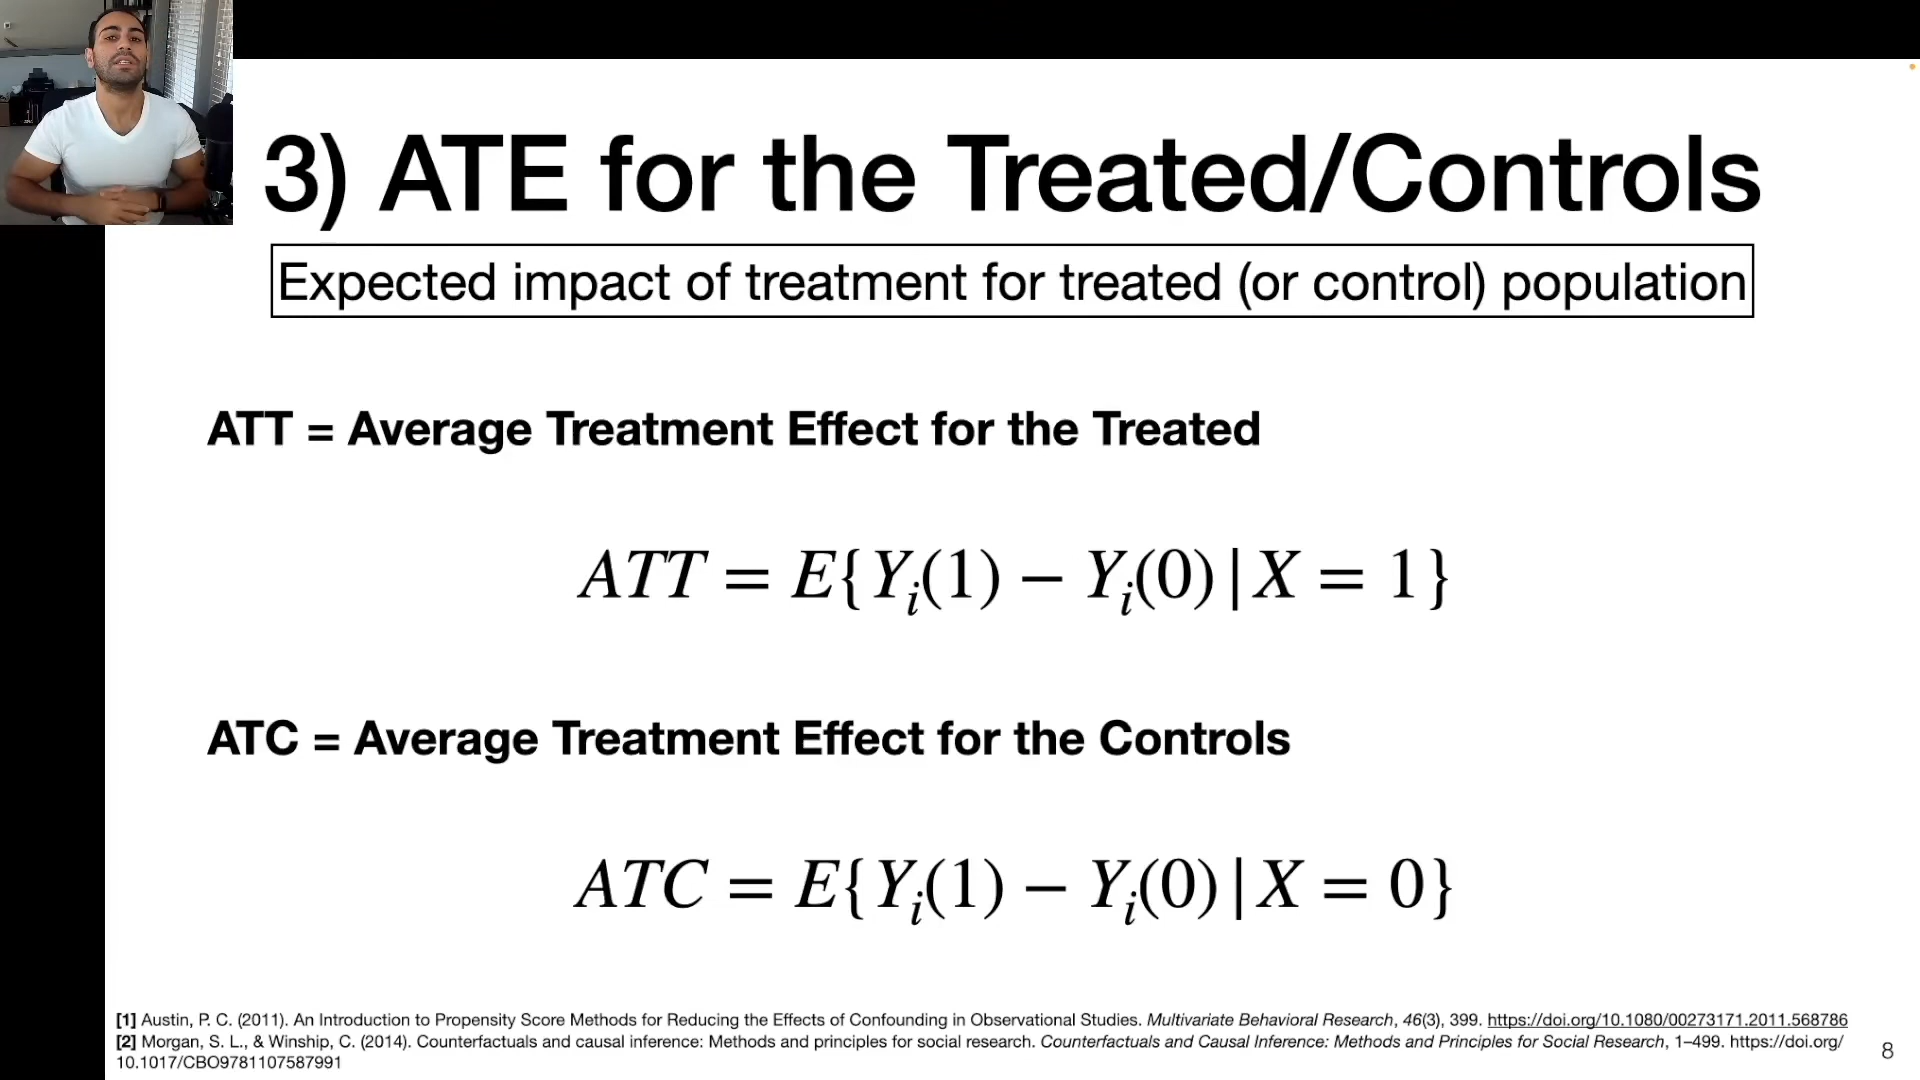 3) ATE for the Treated/Controls
Expected impact of treatment for treated (or control) population
ATT = Average Treatment Effect for the Treated
ATT = E{Yᵢ(1) − Yᵢ(0) | X = 1}
ATC = Average Treatment Effect for the Controls
ATC = E{Yᵢ(1) − Yᵢ(0) | X = 0}
[1] Austin, P. C. (2011). An Introduction to Propensity Score Methods for Reducing the Effects of Confounding in Observational Studies. Multivariate Behavioral Research, 46(3), 399. https://doi.org/10.1080/00273171.2011.568786
[2] Morgan, S. L., & Winship, C. (2014). Counterfactuals and causal inference: Methods and principles for social research. Counterfactuals and Causal Inference: Methods and Principles for Social Research, 1–499. https://doi.org/
10.1017/CBO9781107587991
8